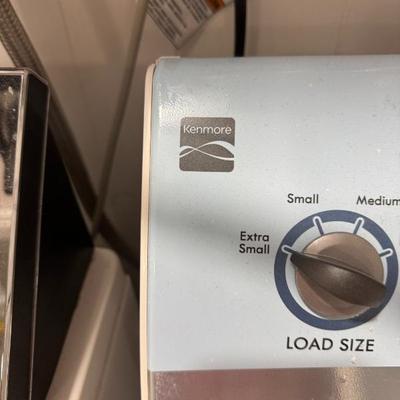 Kenmore
Small
Medium
Extra
Small
LOAD SIZE